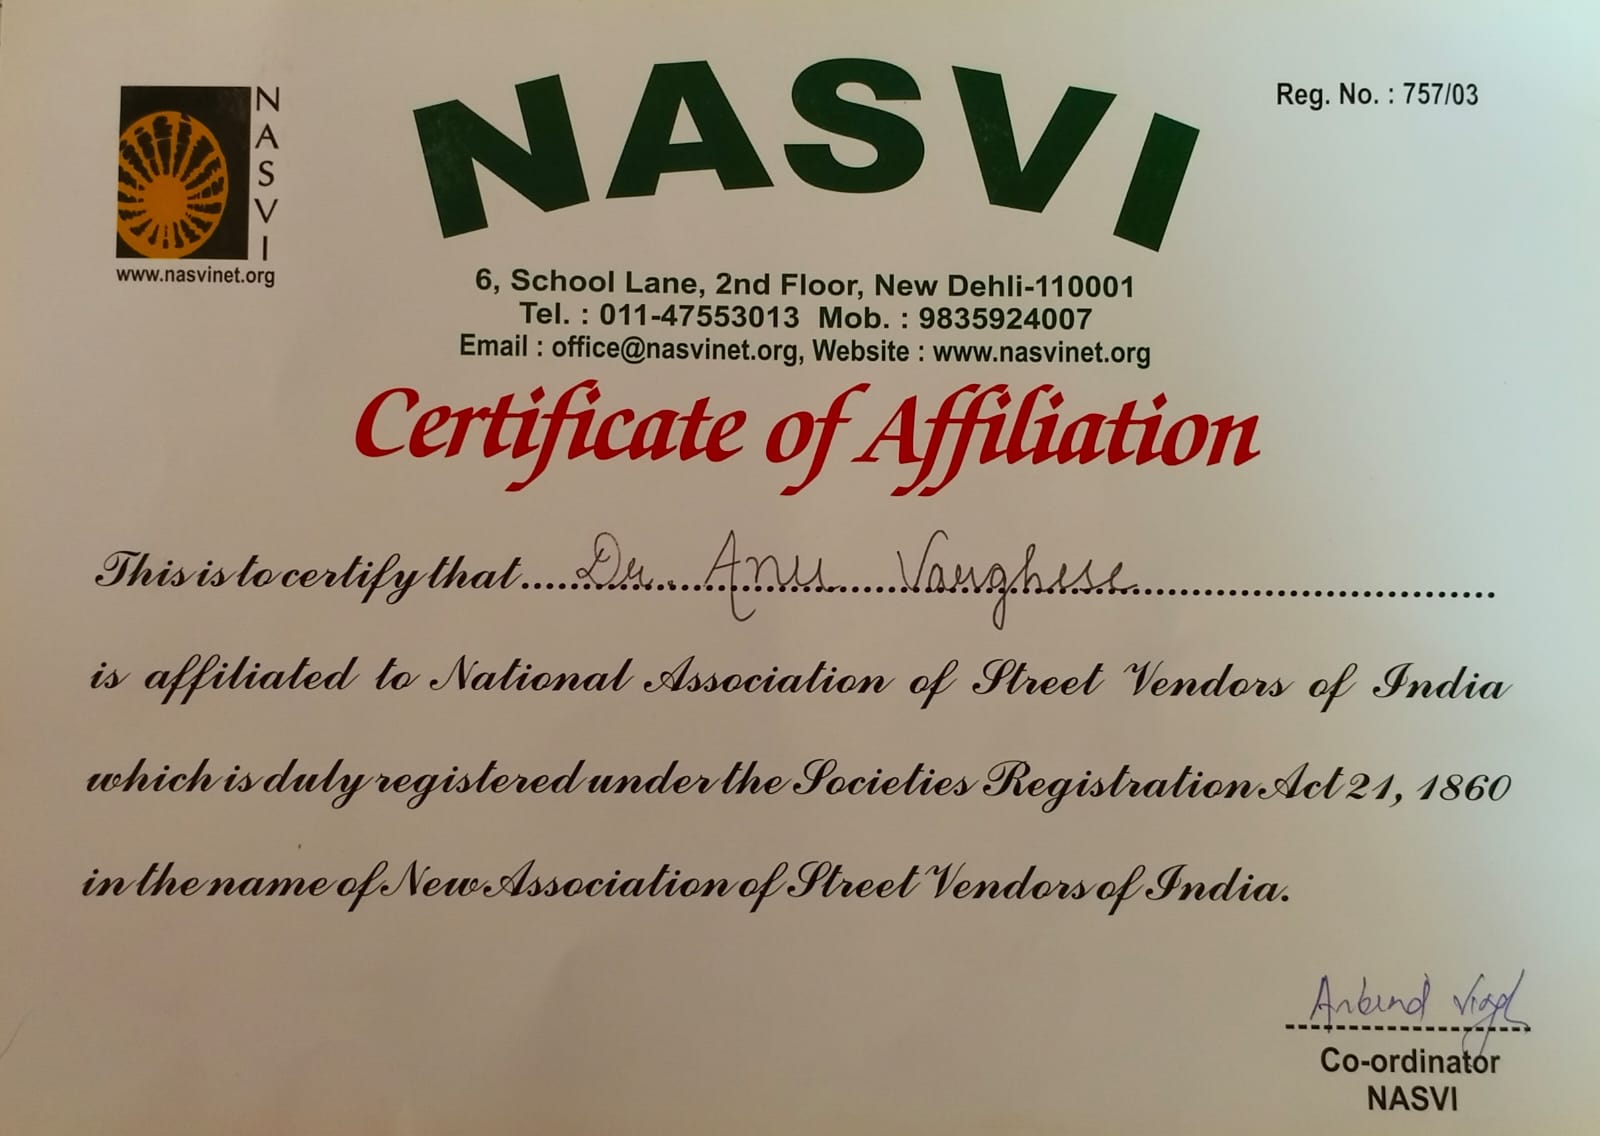 NASVI
Reg. No. : 757/03
NASVI
www.nasvinet.org
6, School Lane, 2nd Floor, New Dehli-110001
Tel. : 011-47553013 Mob. : 9835924007
Email : office@nasvinet.org, Website : www.nasvinet.org
Certificate of Affiliation
This is to certify that Dr. Anu Varghese
is affiliated to National Association of Street Vendors of India
which is duly registered under the Societies Registration Act 21, 1860
in the name of New Association of Street Vendors of India.
Co-ordinator
NASVI